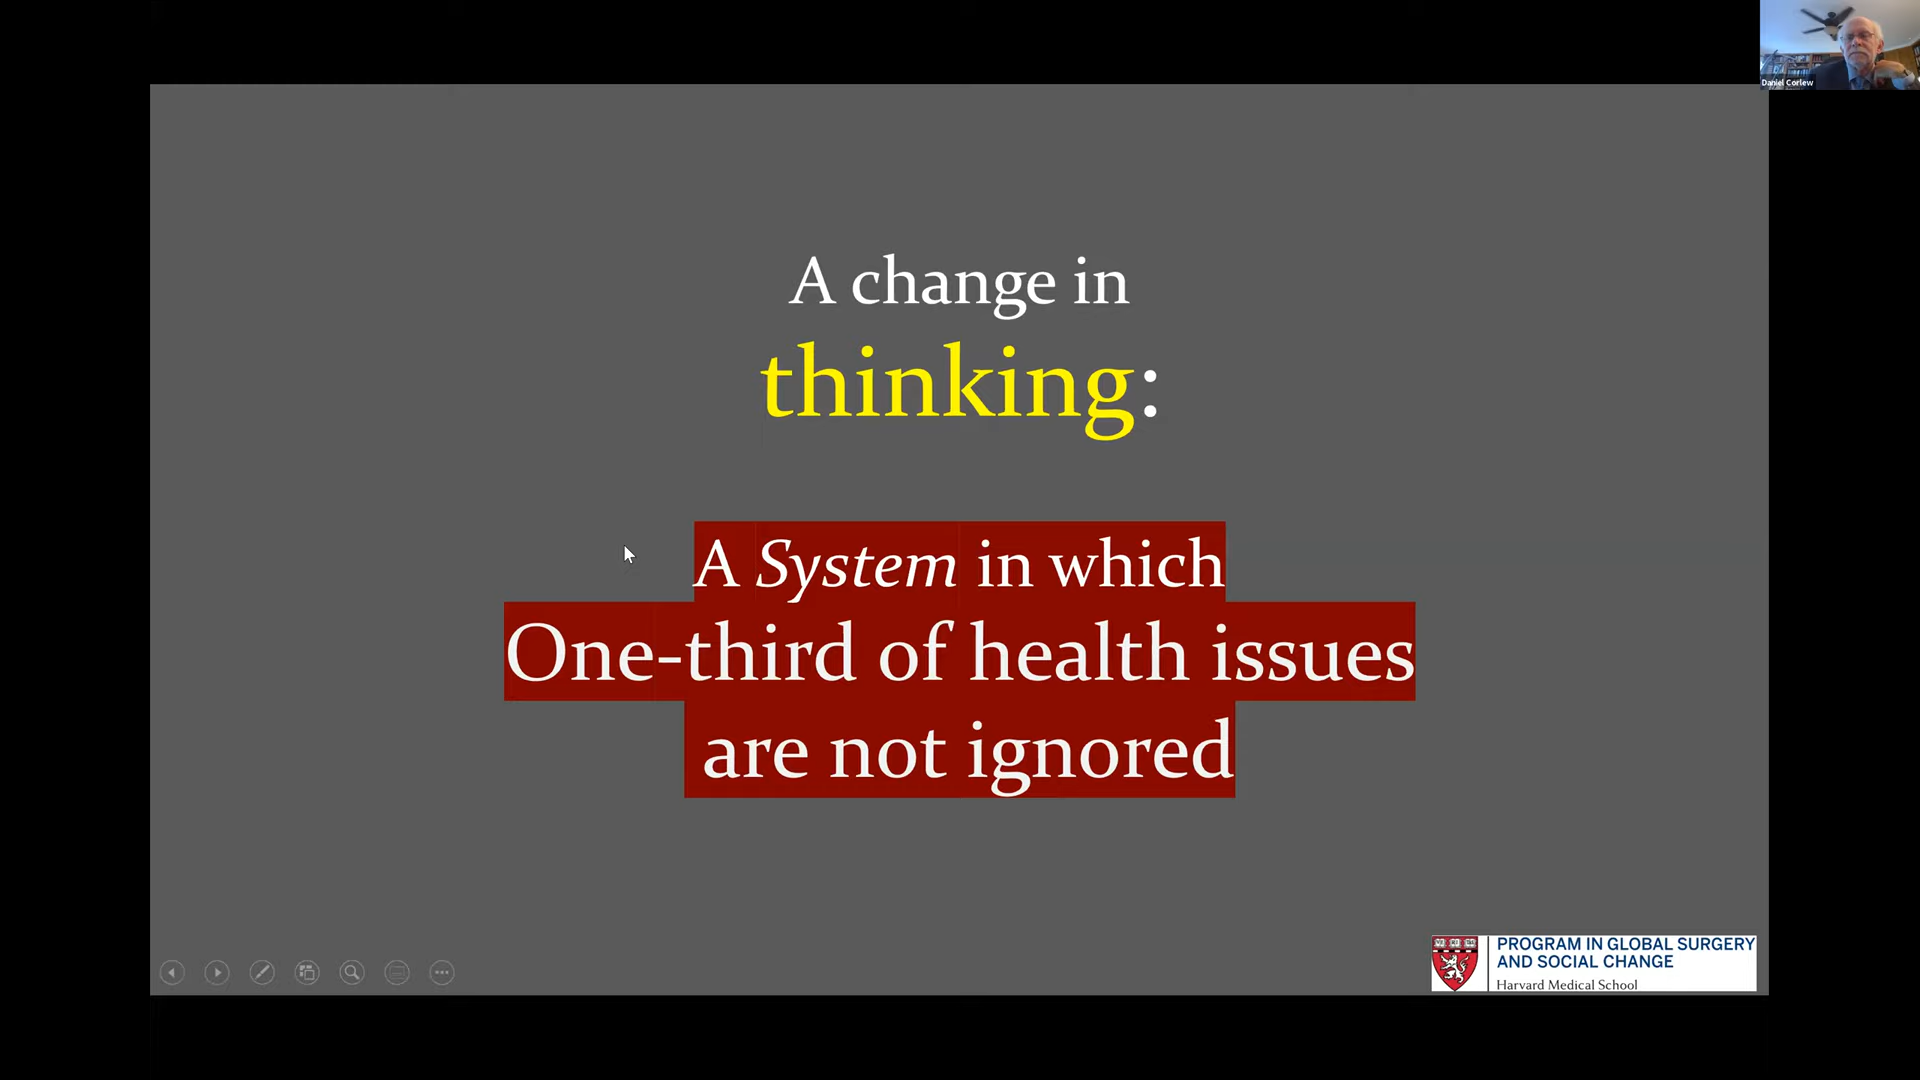 Daniel Corlew
A change in
thinking:
A System in which
One-third of health issues
are not ignored
PROGRAM IN GLOBAL SURGERY
AND SOCIAL CHANGE
Harvard Medical School